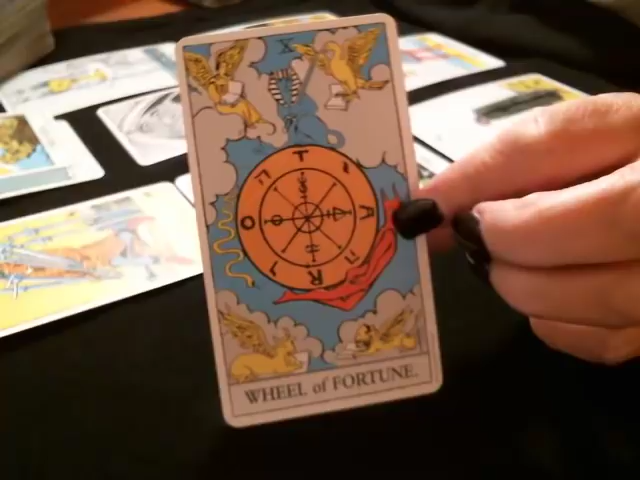 X
T
ה י
O A
ו ה
R
WHEEL of FORTUNE.